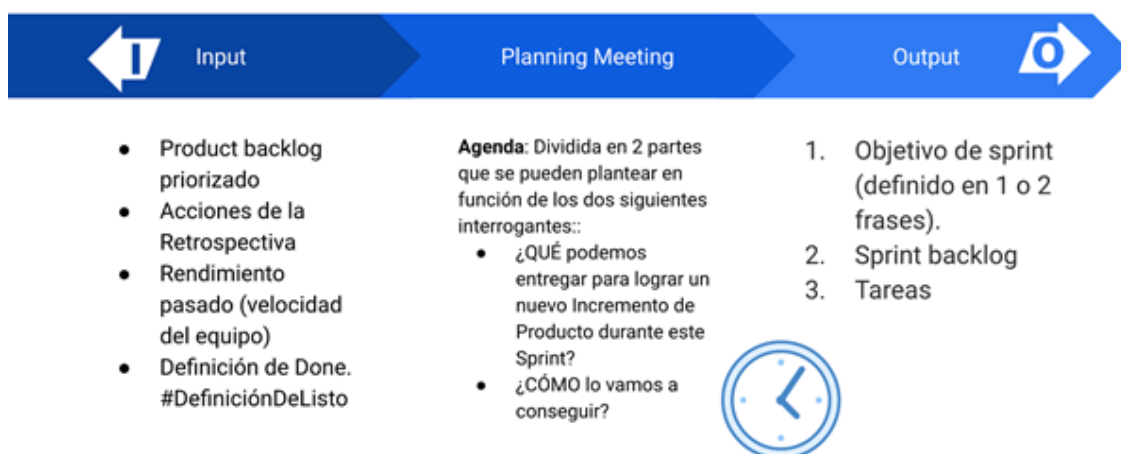 I
Input
Planning Meeting
Output
O
● Product backlog
priorizado
● Acciones de la
Retrospectiva
● Rendimiento
pasado (velocidad
del equipo)
● Definición de Done.
#DefiniciónDeListo
Agenda: Dividida en 2 partes
que se pueden plantear en
función de los dos siguientes
interrogantes::
● ¿QUÉ podemos
entregar para lograr un
nuevo Incremento de
Producto durante este
Sprint?
● ¿CÓMO lo vamos a
conseguir?
1. Objetivo de sprint
(definido en 1 o 2
frases).
2. Sprint backlog
3. Tareas